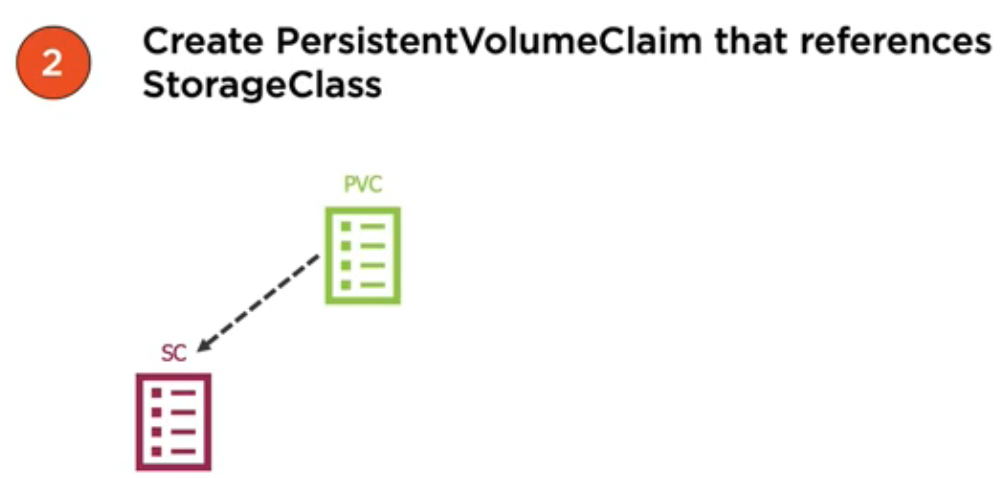 2
Create PersistentVolumeClaim that references
StorageClass
PVC
SC